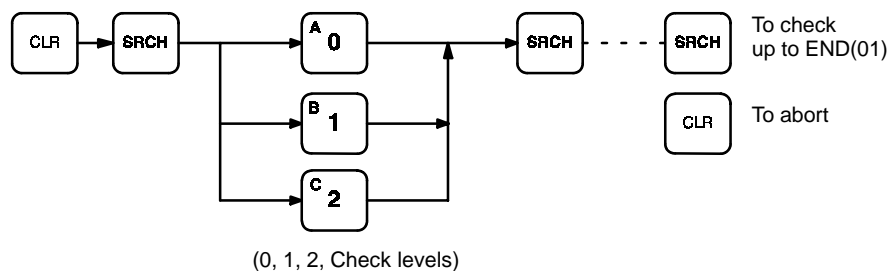 CLR
SRCH
A 0
SRCH
SRCH
To check
up to END(01)
B 1
CLR
To abort
C 2
(0, 1, 2, Check levels)